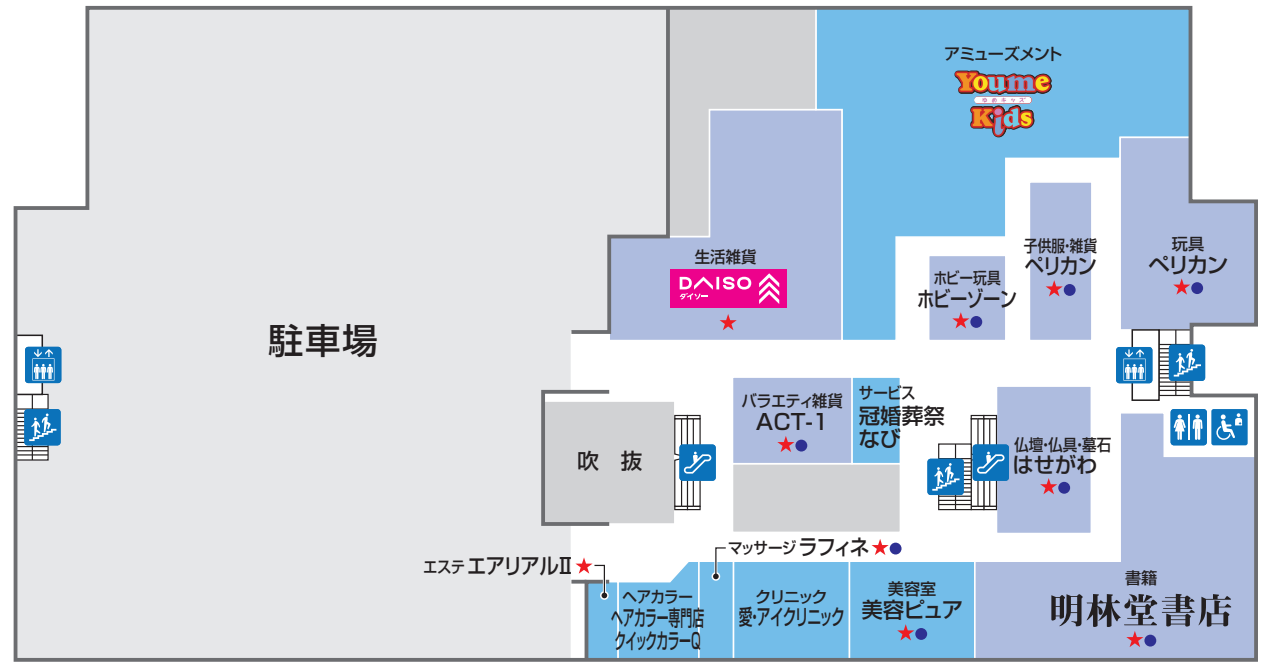 アミューズメント
Youme
ゆめキッズ
Kids
生活雑貨
DAISO
ダイソー
★
子供服・雑貨
ペリカン
★●
玩具
ペリカン
★●
ホビー玩具
ホビーゾーン
★●
駐車場
バラエティ雑貨
ACT-1
★●
サービス
冠婚葬祭
なび
吹 抜
仏壇・仏具・墓石
はせがわ
★●
マッサージ ラフィネ★●
エステ エアリアルⅡ★
ヘアカラー
ヘアカラー専門店
クイックカラーQ
クリニック
愛・アイクリニック
美容室
美容ピュア
★●
書籍
明林堂書店
★●